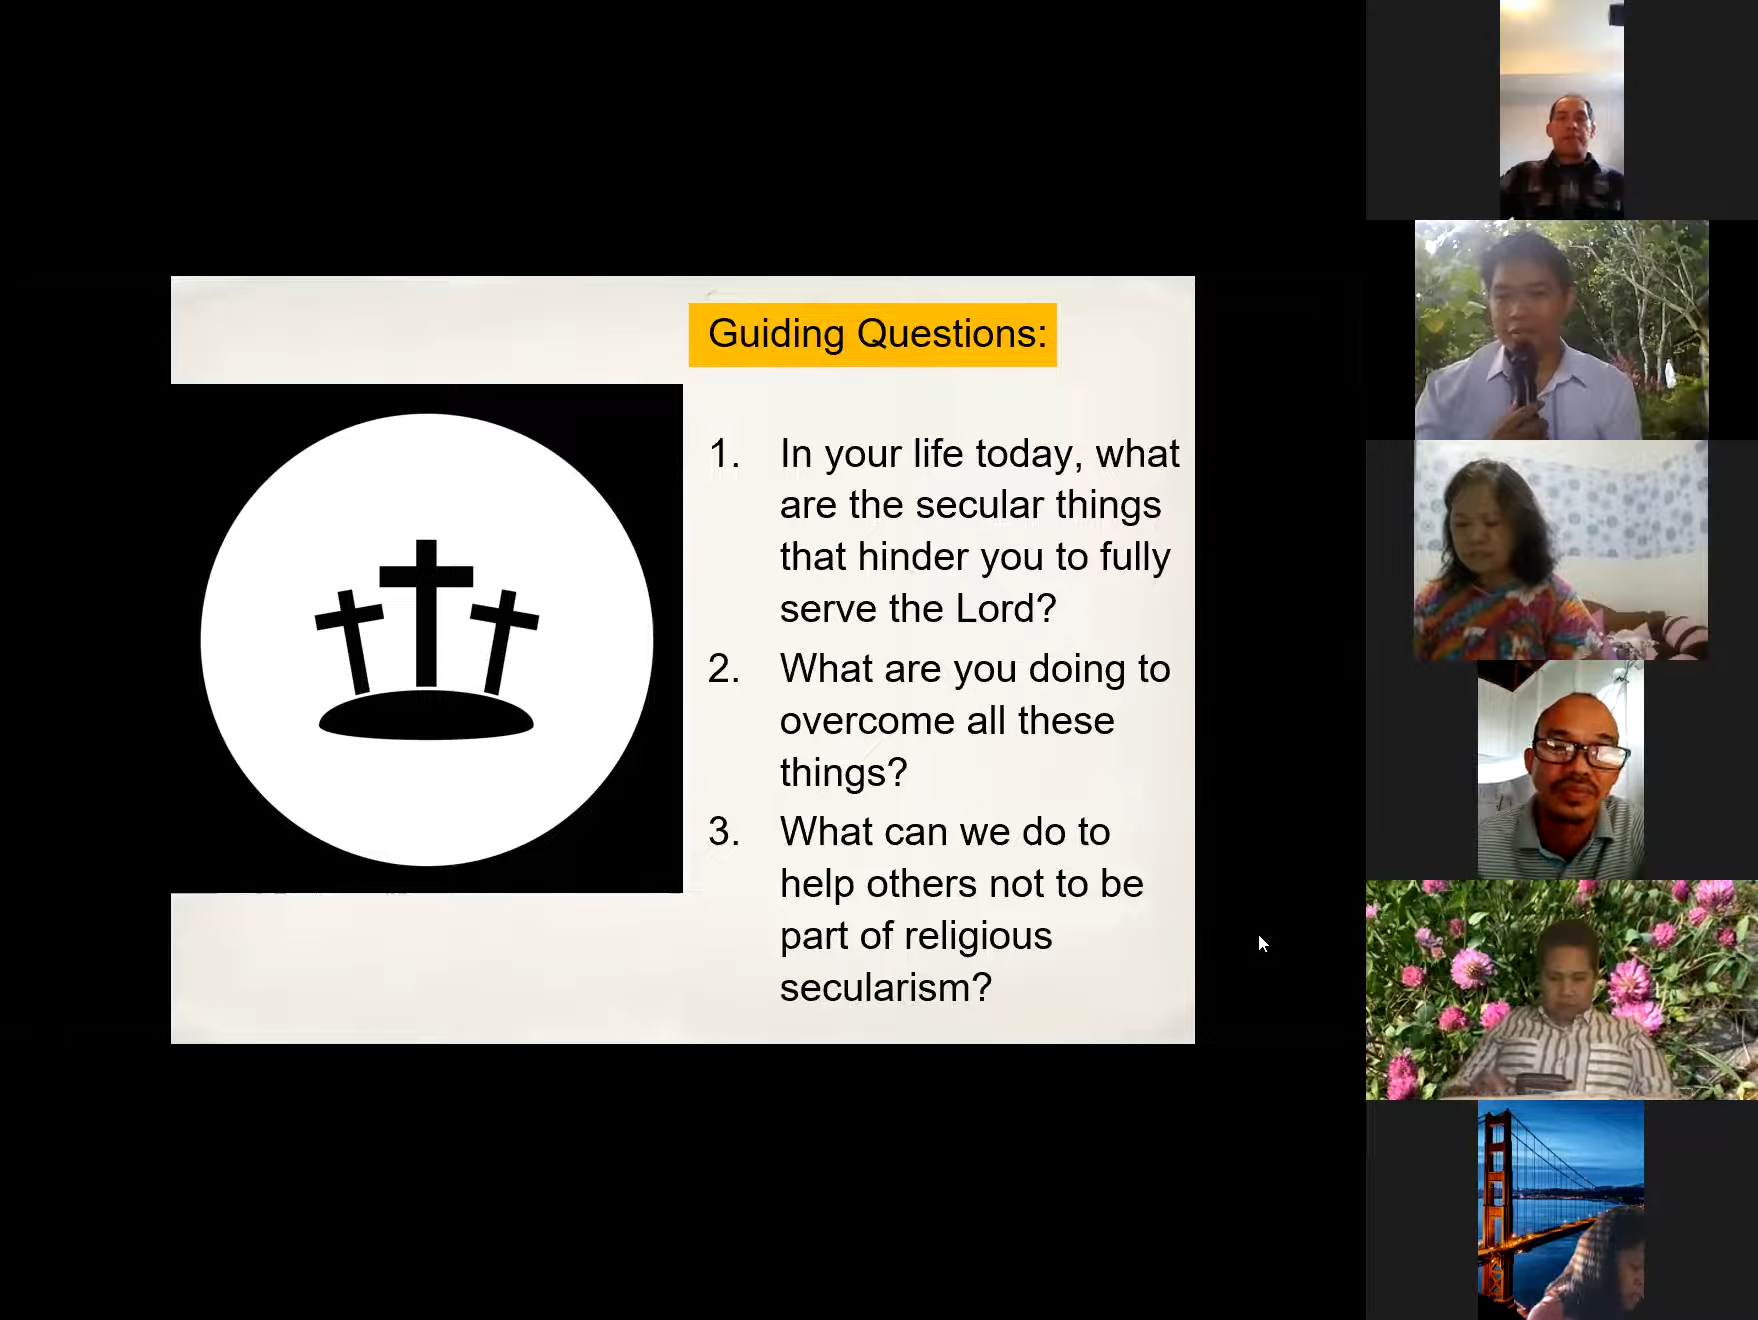 Guiding Questions:
1. In your life today, what
are the secular things
that hinder you to fully
serve the Lord?
2. What are you doing to
overcome all these
things?
3. What can we do to
help others not to be
part of religious
secularism?